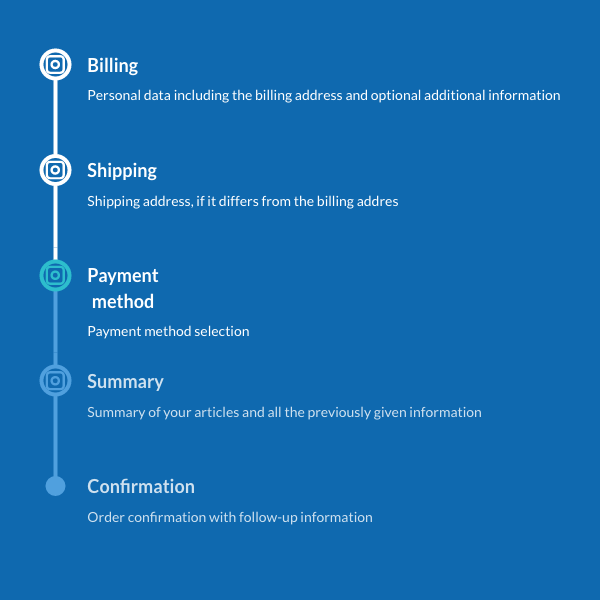 Billing
Personal data including the billing address and optional additional information
Shipping
Shipping address, if it differs from the billing addres
Payment
method
Payment method selection
Summary
Summary of your articles and all the previously given information
Confirmation
Order confirmation with follow-up information